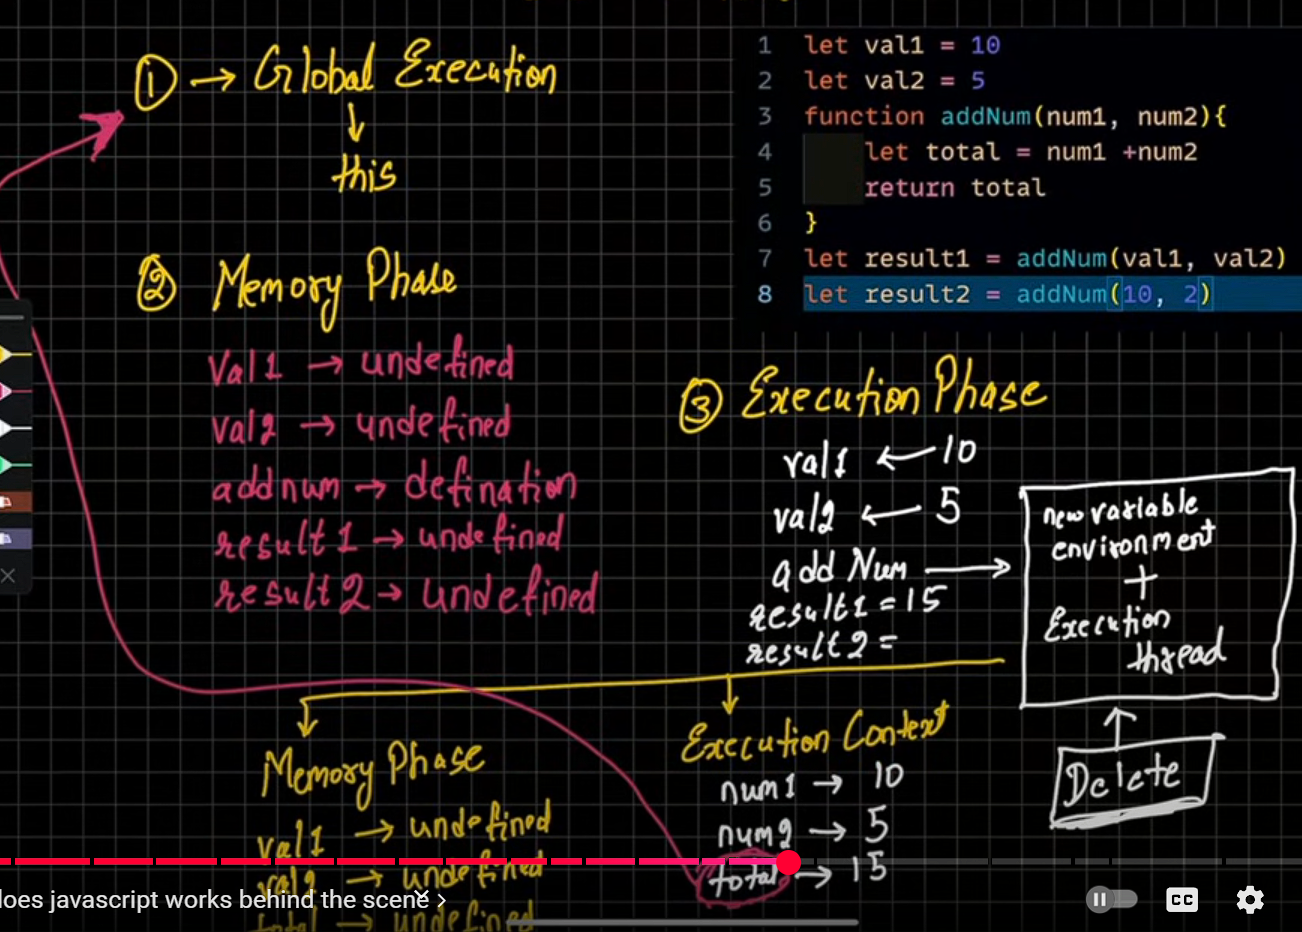 ① → Global Execution
↓
this
② Memory Phase
val1 → undefined
val2 → undefined
addnum → defination
result1 → undefined
result2 → undefined
1 let val1 = 10
2 let val2 = 5
3 function addNum(num1, num2){
4 let total = num1 +num2
5 return total
6 }
7 let result1 = addNum(val1, val2)
8 let result2 = addNum(10, 2)
③ Execution Phase
val1 ← 10
val2 ← 5
add Num →
result1 = 15
result2 =
new variable
environment
+
Execution
thread
Delete
Memory Phase
val1 → undefined
val2 → undefined
total → undefined
Execution Context
num1 → 10
num2 → 5
total → 15
does javascript works behind the scene ›
CC